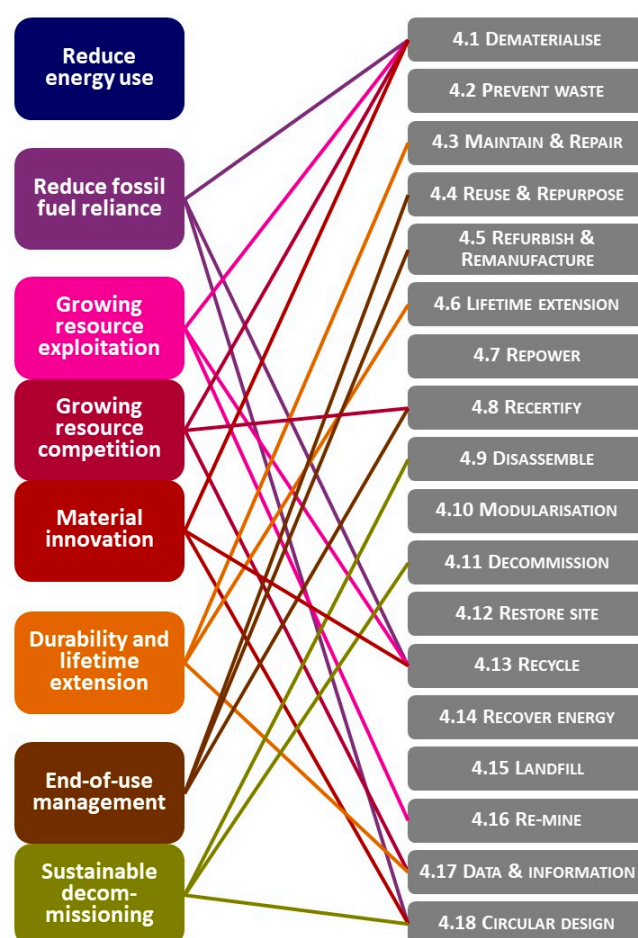 Reduce
energy use
Reduce fossil
fuel reliance
Growing
resource
exploitation
Growing
resource
competition
Material
innovation
Durability and
lifetime
extension
End-of-use
management
Sustainable
decom-
missioning
4.1 DEMATERIALISE
4.2 PREVENT WASTE
4.3 MAINTAIN & REPAIR
4.4 REUSE & REPURPOSE
4.5 REFURBISH &
REMANUFACTURE
4.6 LIFETIME EXTENSION
4.7 REPOWER
4.8 RECERTIFY
4.9 DISASSEMBLE
4.10 MODULARISATION
4.11 DECOMMISSION
4.12 RESTORE SITE
4.13 RECYCLE
4.14 RECOVER ENERGY
4.15 LANDFILL
4.16 RE-MINE
4.17 DATA & INFORMATION
4.18 CIRCULAR DESIGN